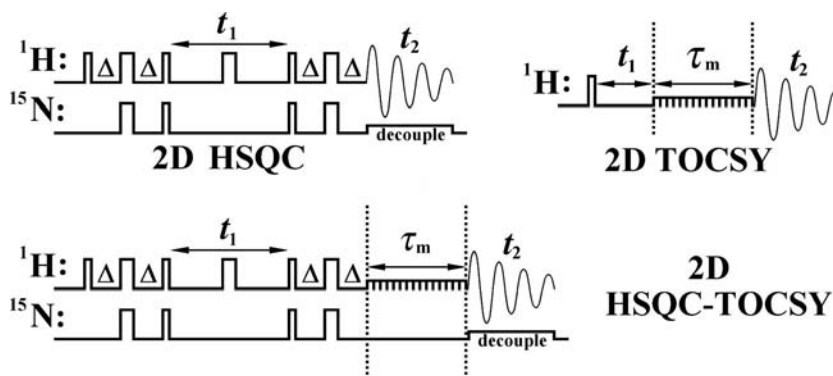 t₁ t₂
¹H: Δ Δ Δ Δ
¹⁵N:
decouple
2D HSQC
t₁ τₘ t₂
¹H:
2D TOCSY
t₁ τₘ t₂
¹H: Δ Δ Δ Δ
¹⁵N:
decouple
2D
HSQC-TOCSY